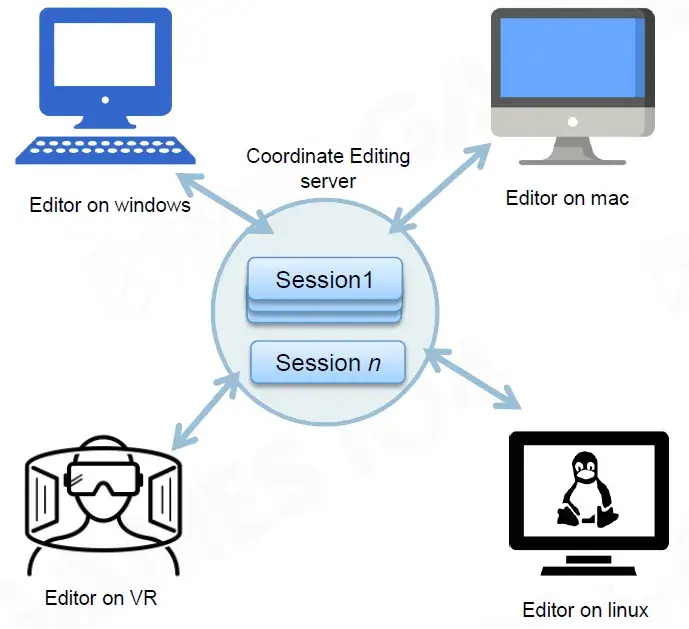 Coordinate Editing
server
Editor on windows
Editor on mac
Session1
Session n
Editor on VR
Editor on linux